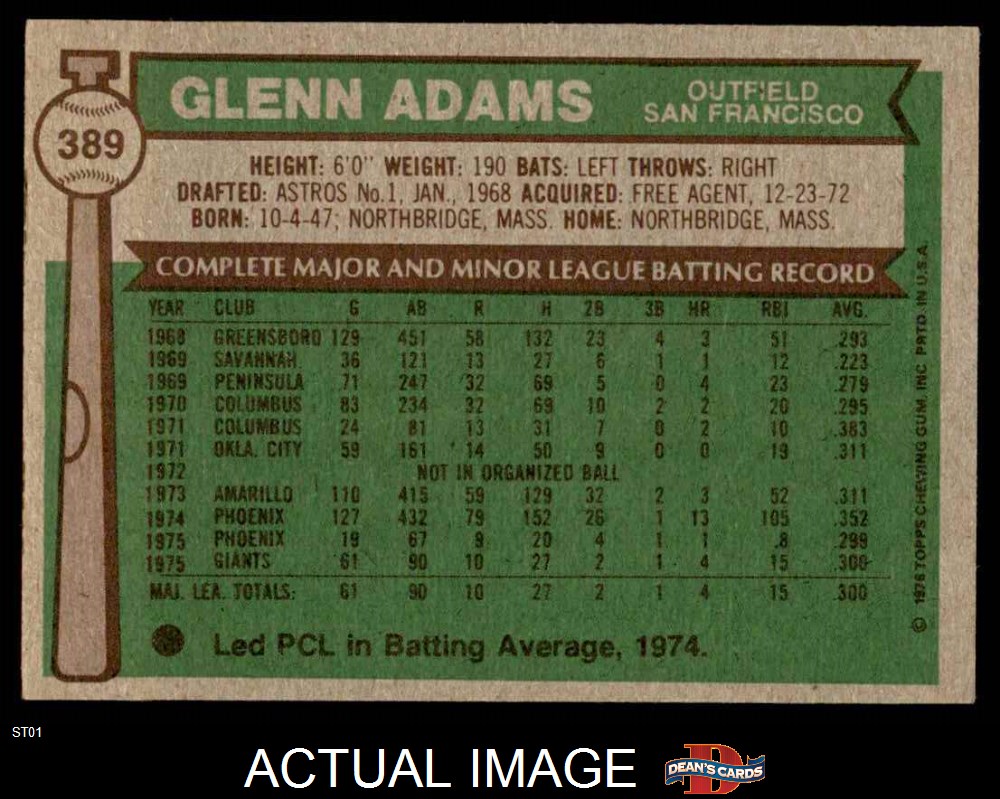 389
GLENN ADAMS
OUTFIELD
SAN FRANCISCO
HEIGHT: 6'0" WEIGHT: 190 BATS: LEFT THROWS: RIGHT
DRAFTED: ASTROS No.1, JAN., 1968 ACQUIRED: FREE AGENT, 12-23-72
BORN: 10-4-47; NORTHBRIDGE, MASS. HOME: NORTHBRIDGE, MASS.
COMPLETE MAJOR AND MINOR LEAGUE BATTING RECORD
YEAR CLUB G AB R H 2B 3B HR RBI AVG.
1968 GREENSBORO 129 451 58 132 23 4 3 51 .293
1969 SAVANNAH 36 121 13 27 6 1 1 12 .223
1969 PENINSULA 71 247 32 69 5 0 4 23 .279
1970 COLUMBUS 83 234 32 69 10 2 2 20 .295
1971 COLUMBUS 24 81 13 31 7 0 2 10 .383
1971 OKLA. CITY 59 161 14 50 9 0 0 19 .311
1972 NOT IN ORGANIZED BALL
1973 AMARILLO 110 415 59 129 32 2 3 52 .311
1974 PHOENIX 127 432 79 152 26 1 13 105 .352
1975 PHOENIX 19 67 9 20 4 1 1 8 .299
1975 GIANTS 61 90 10 27 2 1 4 15 .300
MAJ. LEA. TOTALS: 61 90 10 27 2 1 4 15 .300
Led PCL in Batting Average, 1974.
© 1976 TOPPS CHEWING GUM, INC PRTD IN U.S.A.
ST01
ACTUAL IMAGE
D
DEAN'S CARDS